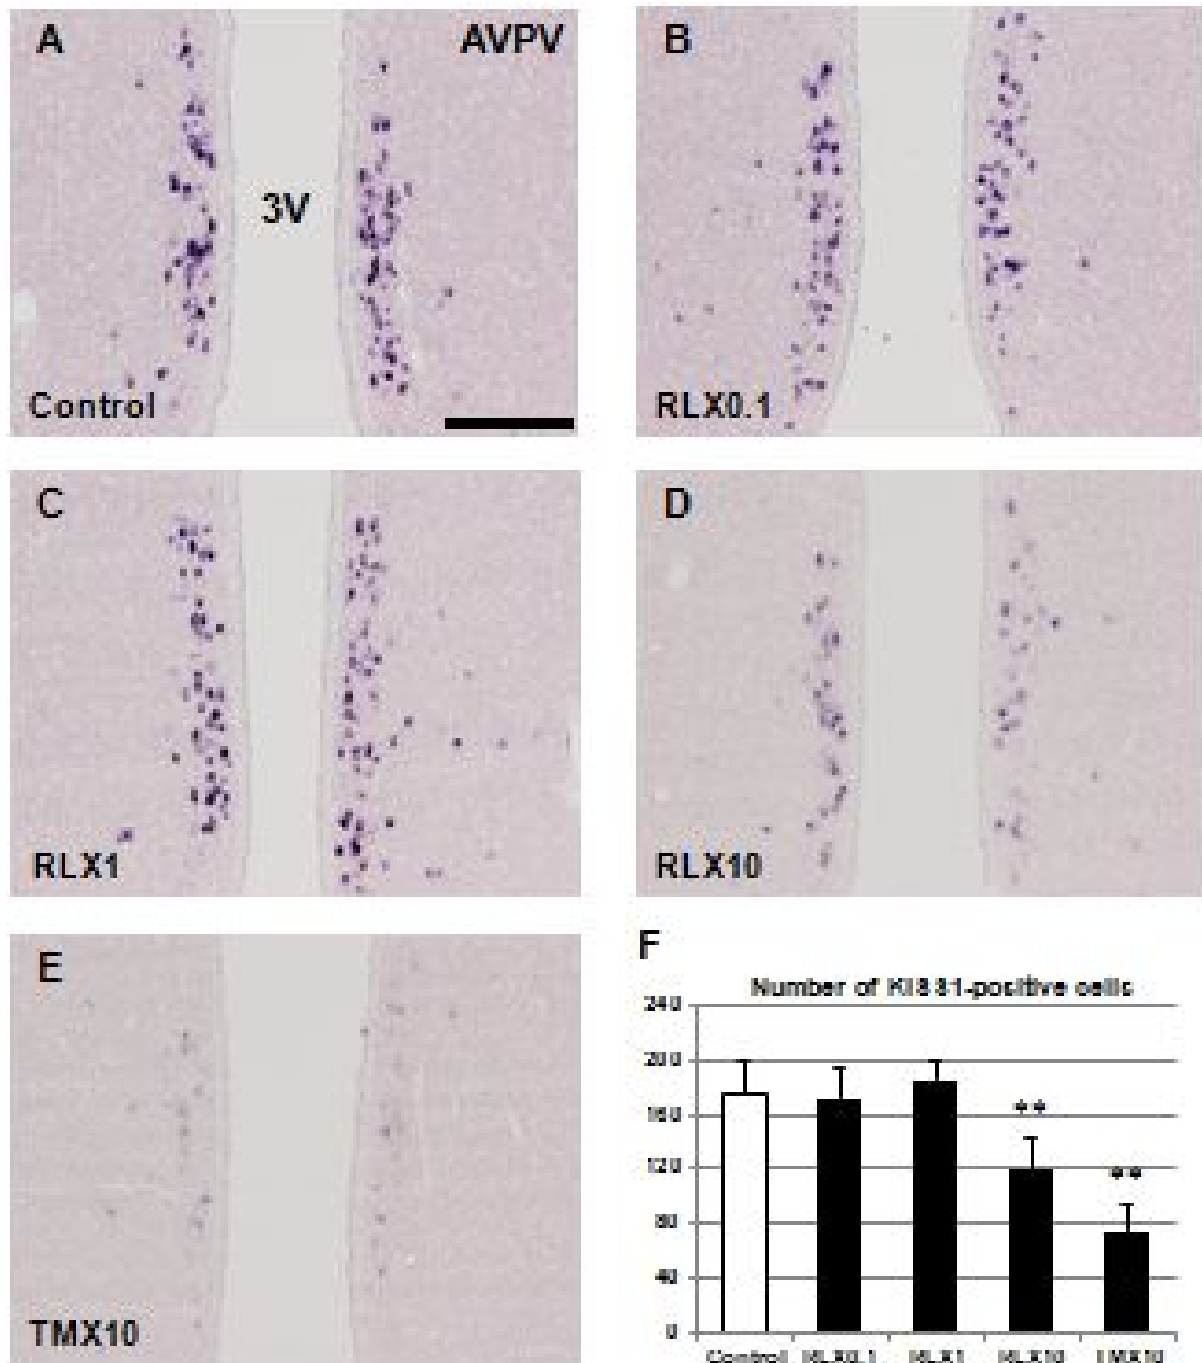 A
AVPV
3V
Control
B
RLX0.1
C
RLX1
D
RLX10
E
TMX10
F
Number of KISS1-positive cells
240
200
160
**
120
**
80
40
0
Control RLX0.1 RLX1 RLX10 TMX10